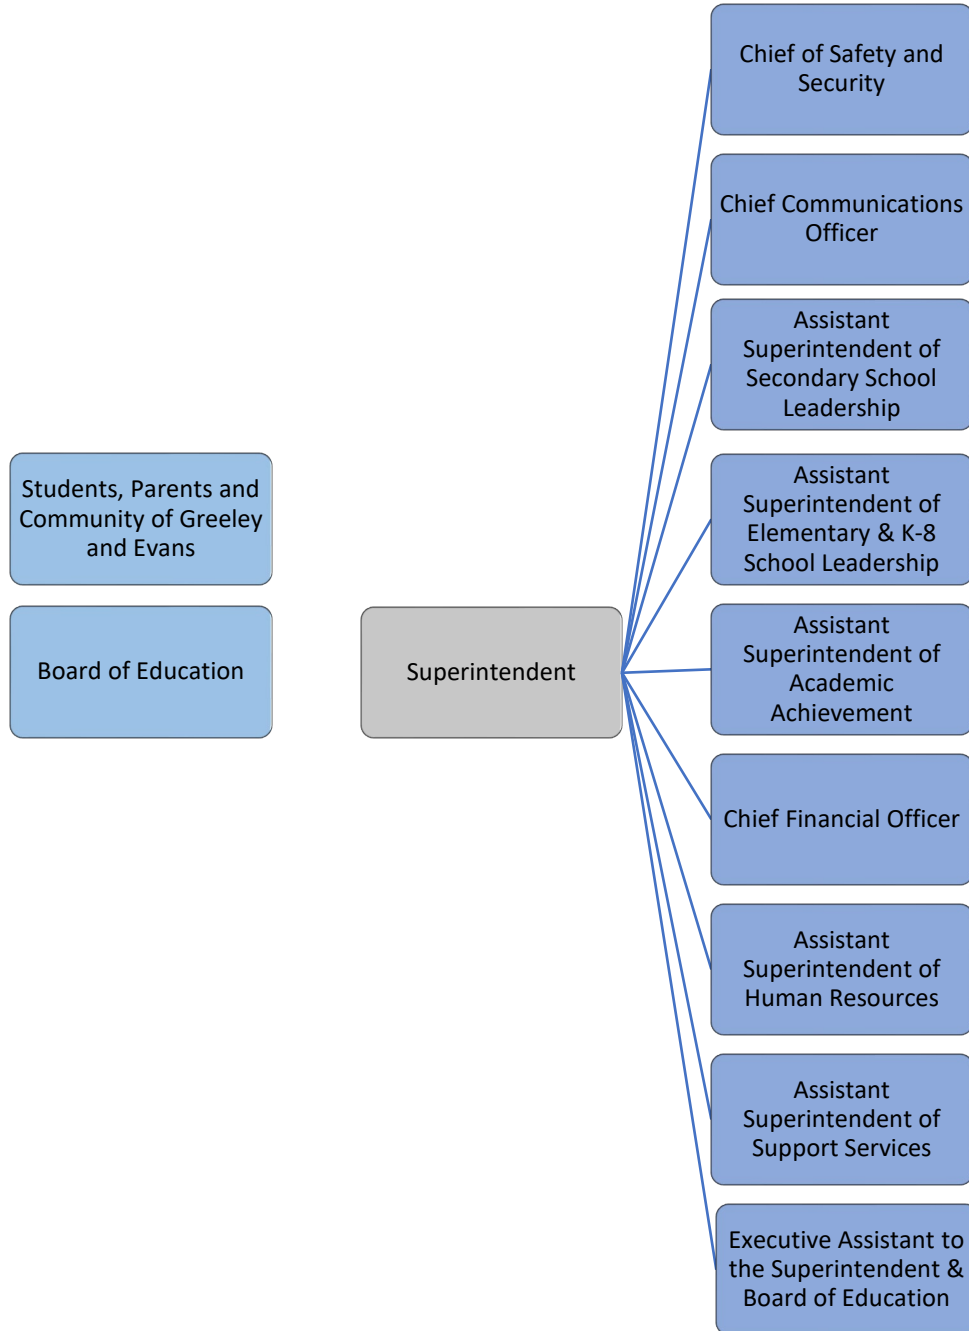 Students, Parents and
Community of Greeley
and Evans
Board of Education
Superintendent
Chief of Safety and
Security
Chief Communications
Officer
Assistant
Superintendent of
Secondary School
Leadership
Assistant
Superintendent of
Elementary & K-8
School Leadership
Assistant
Superintendent of
Academic
Achievement
Chief Financial Officer
Assistant
Superintendent of
Human Resources
Assistant
Superintendent of
Support Services
Executive Assistant to
the Superintendent &
Board of Education